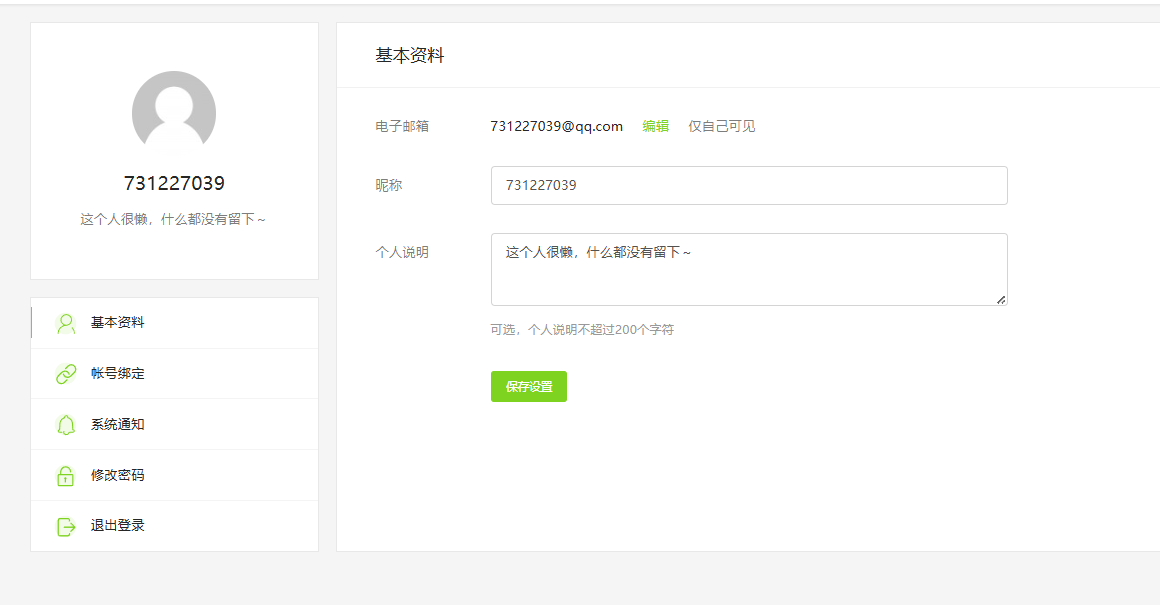 731227039
这个人很懒，什么都没有留下～
基本资料
帐号绑定
系统通知
修改密码
退出登录
基本资料
电子邮箱 731227039@qq.com 编辑 仅自己可见
昵称 731227039
个人说明 这个人很懒，什么都没有留下～
可选，个人说明不超过200个字符
保存设置